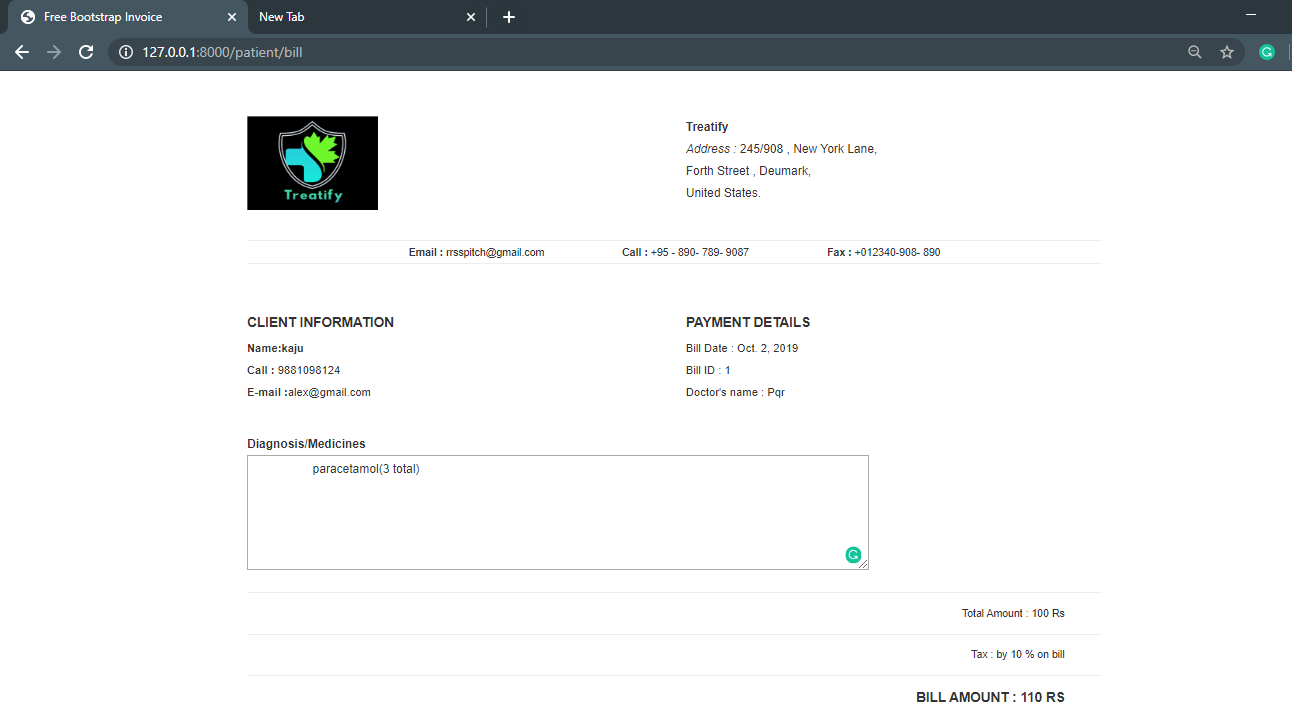 Free Bootstrap Invoice
New Tab
127.0.0.1:8000/patient/bill
Treatify
Treatify
Address : 245/908 , New York Lane,
Forth Street , Deumark,
United States.
Email : rrsspitch@gmail.com Call : +95 - 890- 789- 9087 Fax : +012340-908- 890
CLIENT INFORMATION
Name:kaju
Call : 9881098124
E-mail :alex@gmail.com
PAYMENT DETAILS
Bill Date : Oct. 2, 2019
Bill ID : 1
Doctor's name : Pqr
Diagnosis/Medicines
paracetamol(3 total)
Total Amount : 100 Rs
Tax : by 10 % on bill
BILL AMOUNT : 110 RS